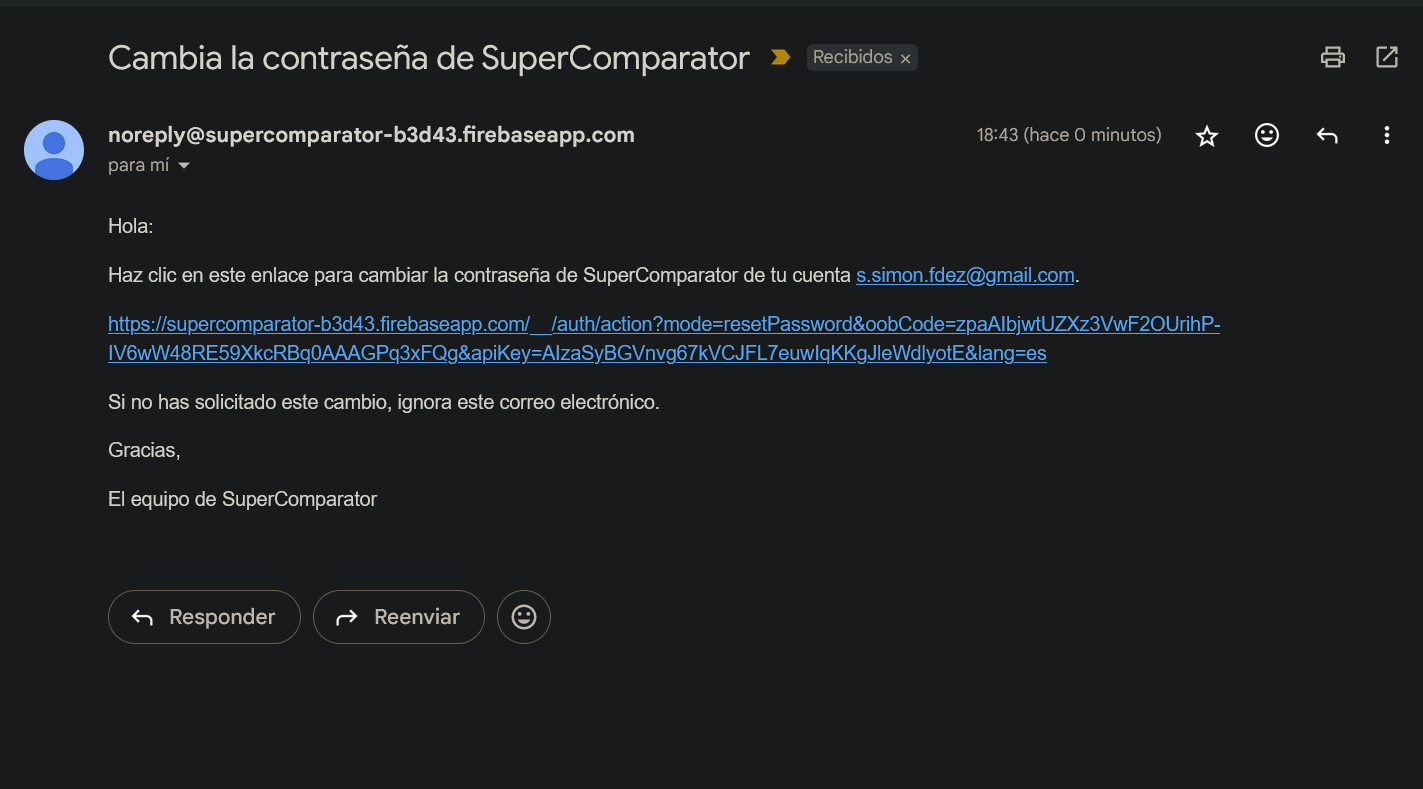 Cambia la contraseña de SuperComparator Recibidos ×
noreply@supercomparator-b3d43.firebaseapp.com 18:43 (hace 0 minutos)
para mí
Hola:
Haz clic en este enlace para cambiar la contraseña de SuperComparator de tu cuenta s.simon.fdez@gmail.com.
https://supercomparator-b3d43.firebaseapp.com/__/auth/action?mode=resetPassword&oobCode=zpaAIbjwtUZXz3VwF2OUrihP-
IV6wW48RE59XkcRBq0AAAGPq3xFQg&apiKey=AIzaSyBGVnvg67kVCJFL7euwIqKKgJleWdlyotE&lang=es
Si no has solicitado este cambio, ignora este correo electrónico.
Gracias,
El equipo de SuperComparator
Responder Reenviar